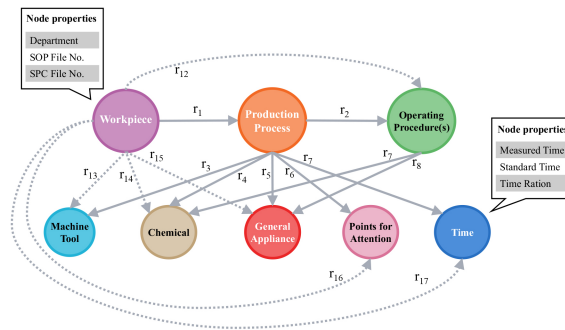 Node properties
Department
SOP File No.
SPC File No.
r12
Workpiece
r1
Production
Process
r2
Operating
Procedure(s)
Node properties
Measured Time
Standard Time
Time Ration
r13
r14
r15
r3
r4
r5
r6
r7
r7
r8
Machine
Tool
Chemical
General
Appliance
Points for
Attention
Time
r16
r17